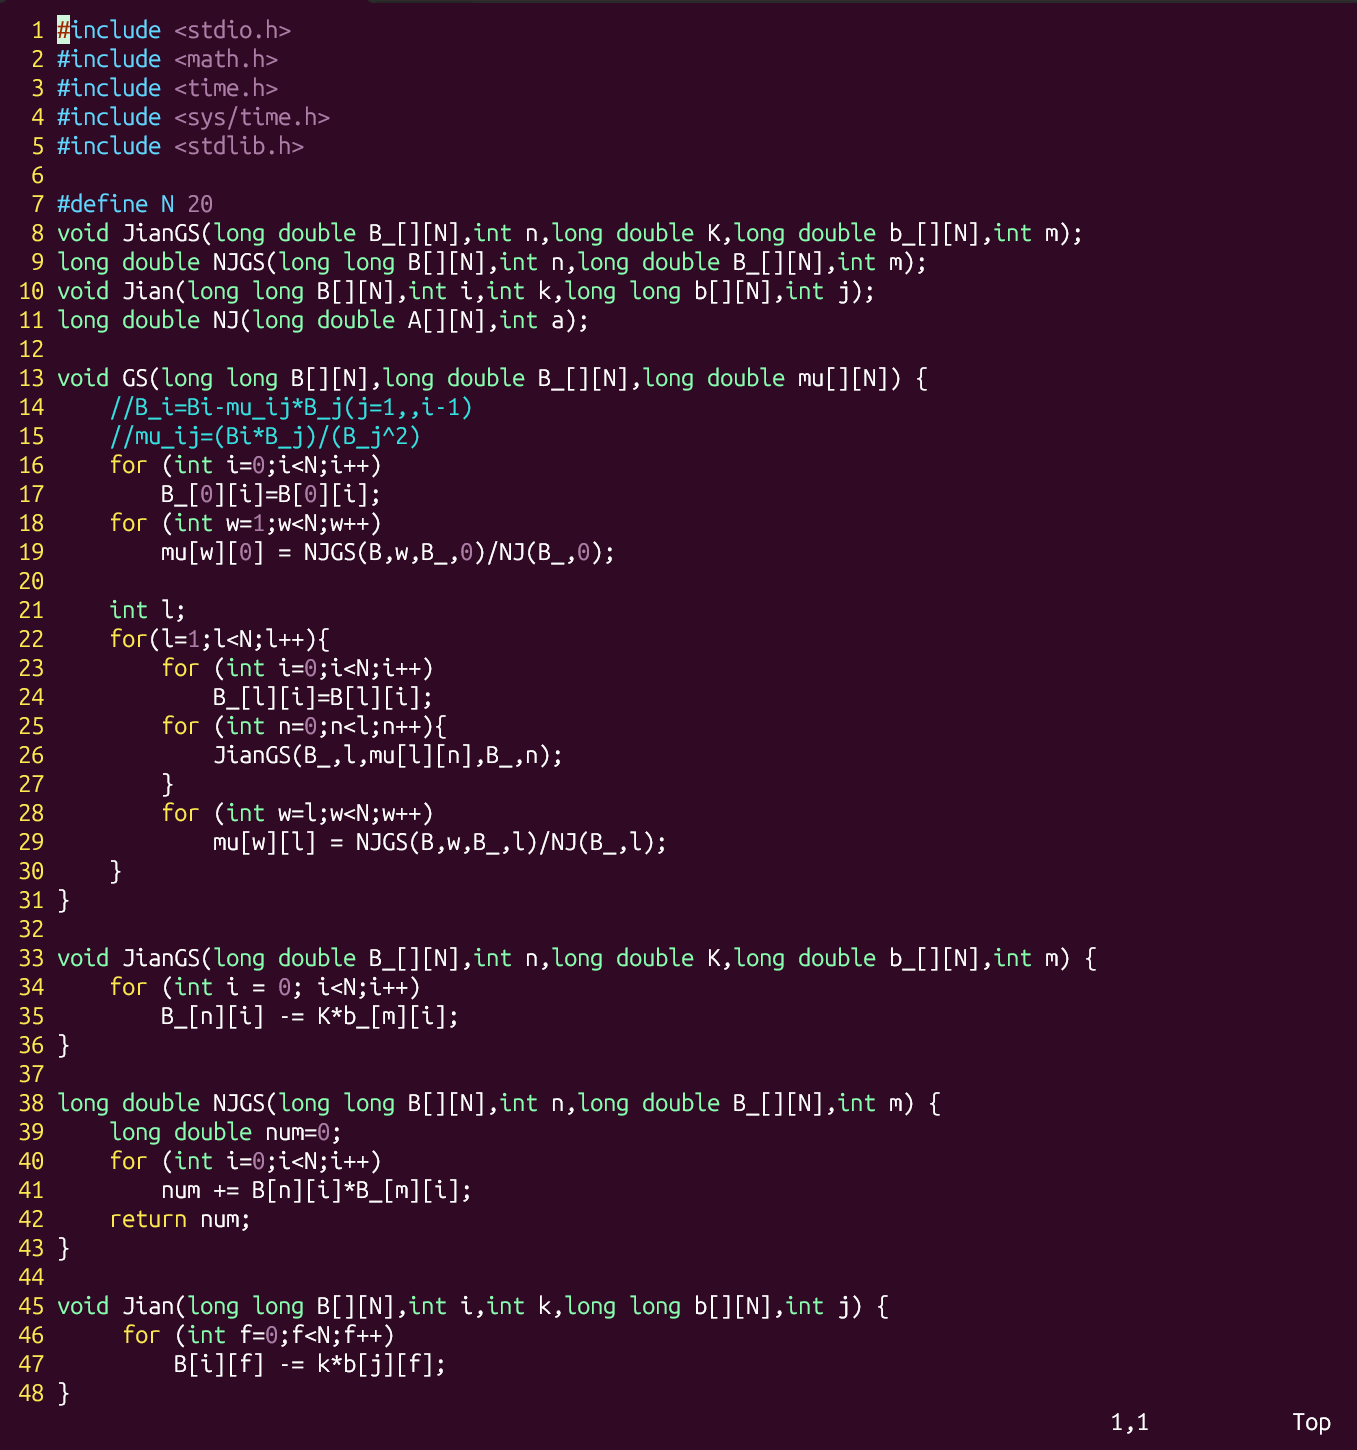 1 #include <stdio.h>
2 #include <math.h>
3 #include <time.h>
4 #include <sys/time.h>
5 #include <stdlib.h>
6
7 #define N 20
8 void JianGS(long double B_[][N],int n,long double K,long double b_[][N],int m);
9 long double NJGS(long long B[][N],int n,long double B_[][N],int m);
10 void Jian(long long B[][N],int i,int k,long long b[][N],int j);
11 long double NJ(long double A[][N],int a);
12
13 void GS(long long B[][N],long double B_[][N],long double mu[][N]) {
14     //B_i=Bi-mu_ij*B_j(j=1,,i-1)
15     //mu_ij=(Bi*B_j)/(B_j^2)
16     for (int i=0;i<N;i++)
17         B_[0][i]=B[0][i];
18     for (int w=1;w<N;w++)
19         mu[w][0] = NJGS(B,w,B_,0)/NJ(B_,0);
20
21     int l;
22     for(l=1;l<N;l++){
23         for (int i=0;i<N;i++)
24             B_[l][i]=B[l][i];
25         for (int n=0;n<l;n++){
26             JianGS(B_,l,mu[l][n],B_,n);
27         }
28         for (int w=l;w<N;w++)
29             mu[w][l] = NJGS(B,w,B_,l)/NJ(B_,l);
30     }
31 }
32
33 void JianGS(long double B_[][N],int n,long double K,long double b_[][N],int m) {
34     for (int i = 0; i<N;i++)
35         B_[n][i] -= K*b_[m][i];
36 }
37
38 long double NJGS(long long B[][N],int n,long double B_[][N],int m) {
39     long double num=0;
40     for (int i=0;i<N;i++)
41         num += B[n][i]*B_[m][i];
42     return num;
43 }
44
45 void Jian(long long B[][N],int i,int k,long long b[][N],int j) {
46      for (int f=0;f<N;f++)
47          B[i][f] -= k*b[j][f];
48 }
1,1 Top